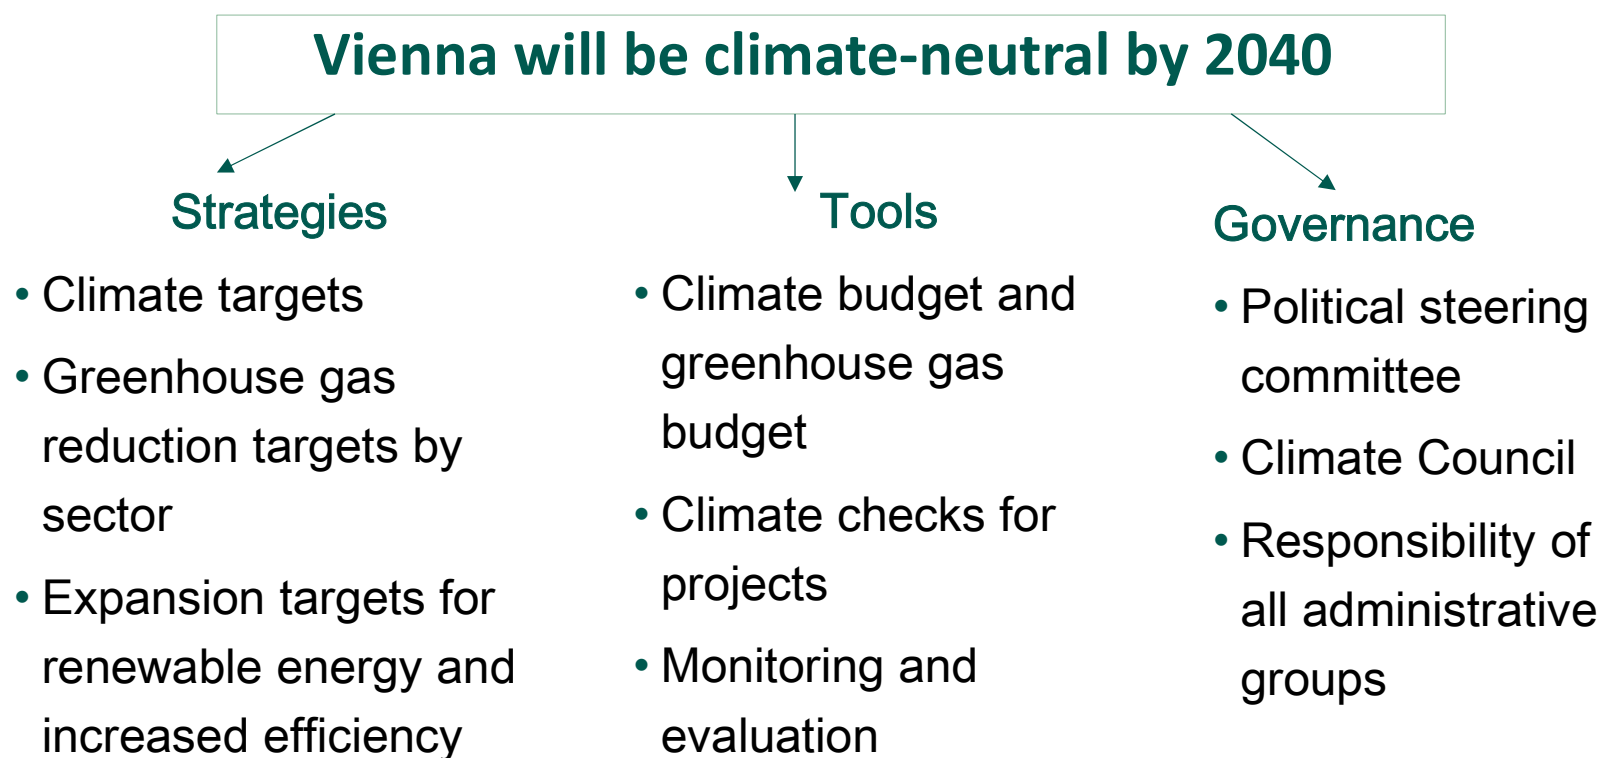 Vienna will be climate-neutral by 2040
Strategies
• Climate targets
• Greenhouse gas
reduction targets by
sector
• Expansion targets for
renewable energy and
increased efficiency
Tools
• Climate budget and
greenhouse gas
budget
• Climate checks for
projects
• Monitoring and
evaluation
Governance
• Political steering
committee
• Climate Council
• Responsibility of
all administrative
groups